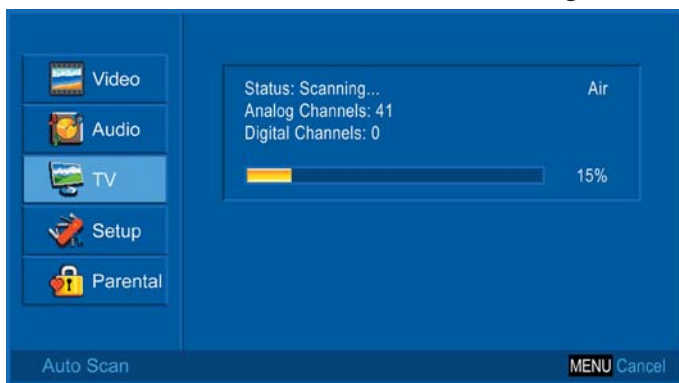 Video
Audio
TV
Setup
Parental
Status: Scanning... Air
Analog Channels: 41
Digital Channels: 0
15%
Auto Scan MENU Cancel